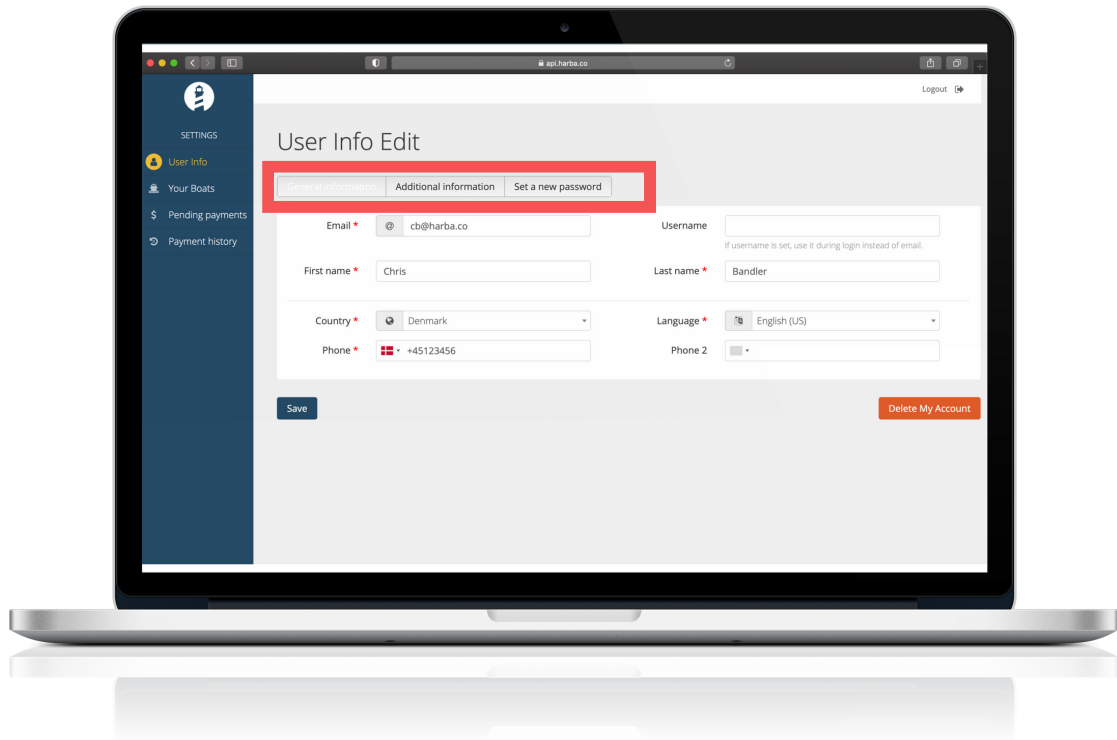 api.harba.co
Logout
SETTINGS
User Info
Your Boats
$ Pending payments
Payment history
User Info Edit
General information Additional information Set a new password
Email * @ cb@harba.co Username
If username is set, use it during login instead of email.
First name * Chris Last name * Bandler
Country * Denmark Language * English (US)
Phone * +45123456 Phone 2
Save Delete My Account